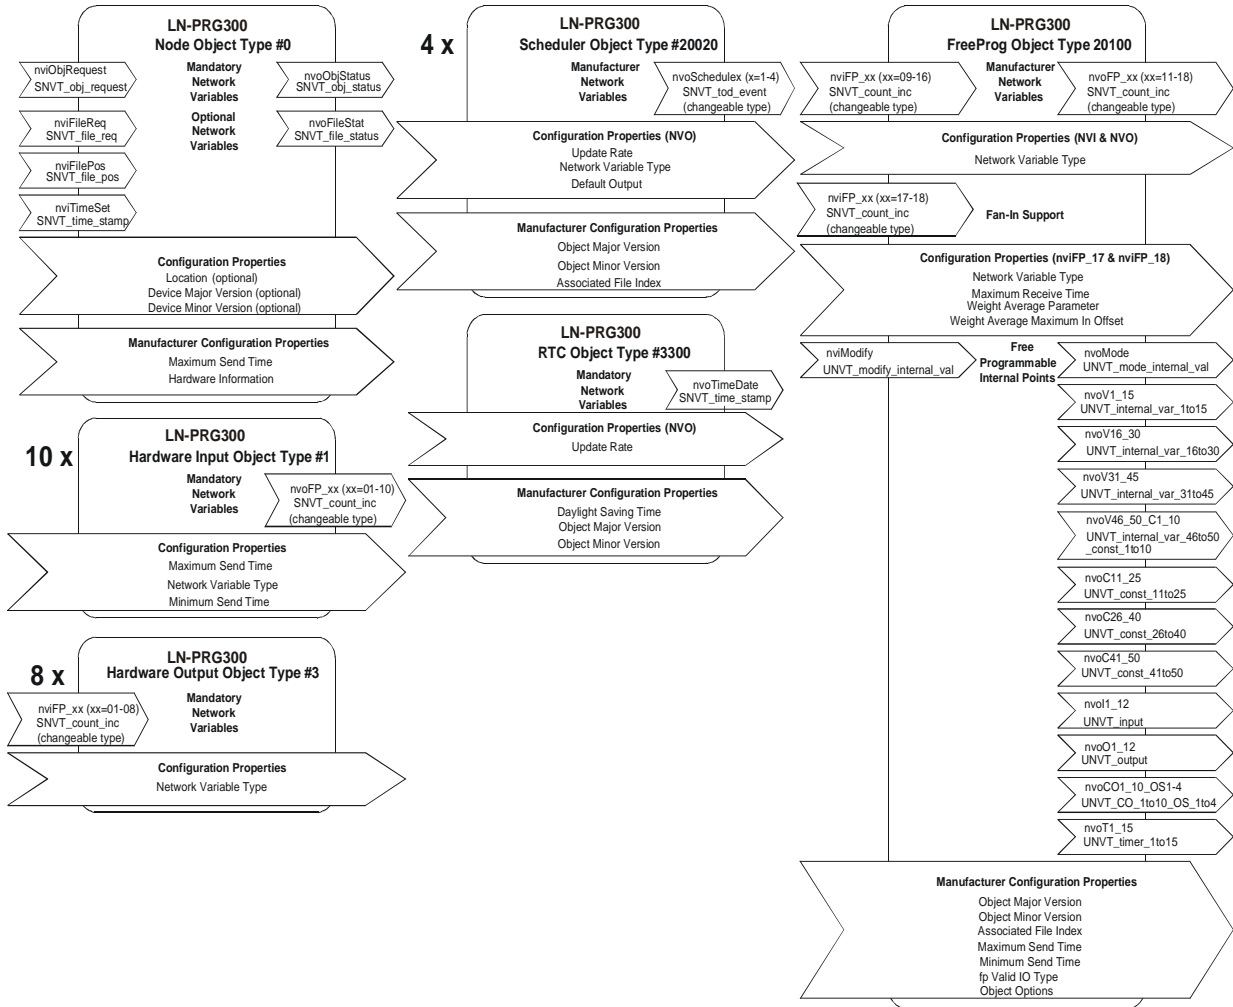 LN-PRG300
Node Object Type #0
nviObjRequest
SNVT_obj_request
Mandatory
Network
Variables
nvoObjStatus
SNVT_obj_status
nviFileReq
SNVT_file_req
Optional
Network
Variables
nvoFileStat
SNVT_file_status
nviFilePos
SNVT_file_pos
nviTimeSet
SNVT_time_stamp
Configuration Properties
Location (optional)
Device Major Version (optional)
Device Minor Version (optional)
Manufacturer Configuration Properties
Maximum Send Time
Hardware Information
10 x
LN-PRG300
Hardware Input Object Type #1
Mandatory
Network
Variables
nvoFP_xx (xx=01-10)
SNVT_count_inc
(changeable type)
Configuration Properties
Maximum Send Time
Network Variable Type
Minimum Send Time
8 x
LN-PRG300
Hardware Output Object Type #3
nviFP_xx (xx=01-08)
SNVT_count_inc
(changeable type)
Mandatory
Network
Variables
Configuration Properties
Network Variable Type
4 x
LN-PRG300
Scheduler Object Type #20020
Manufacturer
Network
Variables
nvoSchedulex (x=1-4)
SNVT_tod_event
(changeable type)
Configuration Properties (NVO)
Update Rate
Network Variable Type
Default Output
Manufacturer Configuration Properties
Object Major Version
Object Minor Version
Associated File Index
LN-PRG300
RTC Object Type #3300
Mandatory
Network
Variables
nvoTimeDate
SNVT_time_stamp
Configuration Properties (NVO)
Update Rate
Manufacturer Configuration Properties
Daylight Saving Time
Object Major Version
Object Minor Version
LN-PRG300
FreeProg Object Type 20100
nviFP_xx (xx=09-16)
SNVT_count_inc
(changeable type)
Manufacturer
Network
Variables
nvoFP_xx (xx=11-18)
SNVT_count_inc
(changeable type)
Configuration Properties (NVI & NVO)
Network Variable Type
nviFP_xx (xx=17-18)
SNVT_count_inc
(changeable type)
Fan-In Support
Configuration Properties (nviFP_17 & nviFP_18)
Network Variable Type
Maximum Receive Time
Weight Average Parameter
Weight Average Maximum In Offset
nviModify
UNVT_modify_internal_val
Free
Programmable
Internal Points
nvoMode
UNVT_mode_internal_val
nvoV1_15
UNVT_internal_var_1to15
nvoV16_30
UNVT_internal_var_16to30
nvoV31_45
UNVT_internal_var_31to45
nvoV46_50_C1_10
UNVT_internal_var_46to50
_const_1to10
nvoC11_25
UNVT_const_11to25
nvoC26_40
UNVT_const_26to40
nvoC41_50
UNVT_const_41to50
nvoI1_12
UNVT_input
nvoO1_12
UNVT_output
nvoCO1_10_OS1-4
UNVT_CO_1to10_OS_1to4
nvoT1_15
UNVT_timer_1to15
Manufacturer Configuration Properties
Object Major Version
Object Minor Version
Associated File Index
Maximum Send Time
Minimum Send Time
fp Valid IO Type
Object Options